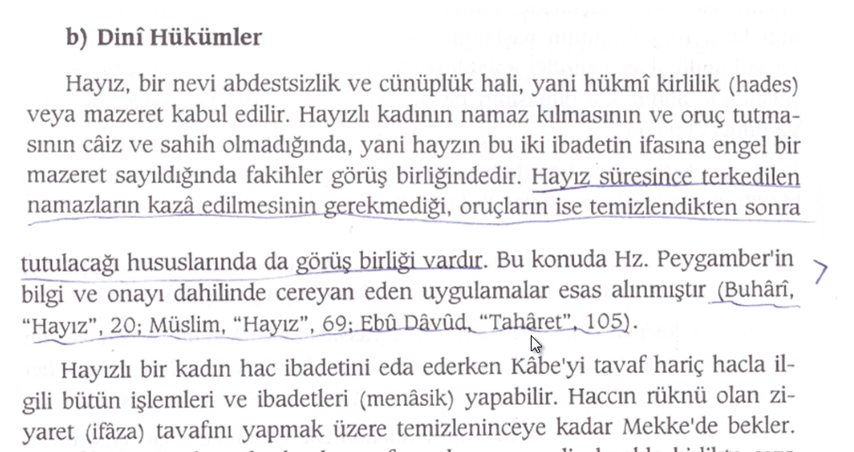 b) Dinî Hükümler
Hayız, bir nevi abdestsizlik ve cünüplük hali, yani hükmî kirlilik (hades)
veya mazeret kabul edilir. Hayızlı kadının namaz kılmasının ve oruç tutma-
sının câiz ve sahih olmadığında, yani hayzın bu iki ibadetin ifasına engel bir
mazeret sayıldığında fakihler görüş birliğindedir. Hayız süresince terkedilen
namazların kazâ edilmesinin gerekmediği, oruçların ise temizlendikten sonra
tutulacağı hususlarında da görüş birliği vardır. Bu konuda Hz. Peygamber'in
bilgi ve onayı dahilinde cereyan eden uygulamalar esas alınmıştır (Buhârî,
“Hayız”, 20; Müslim, “Hayız”, 69; Ebû Dâvûd, “Tahâret”, 105).
Hayızlı bir kadın hac ibadetini eda ederken Kâbe'yi tavaf hariç hacla il-
gili bütün işlemleri ve ibadetleri (menâsik) yapabilir. Haccın rüknü olan zi-
yaret (ifâza) tavafını yapmak üzere temizleninceye kadar Mekke'de bekler.